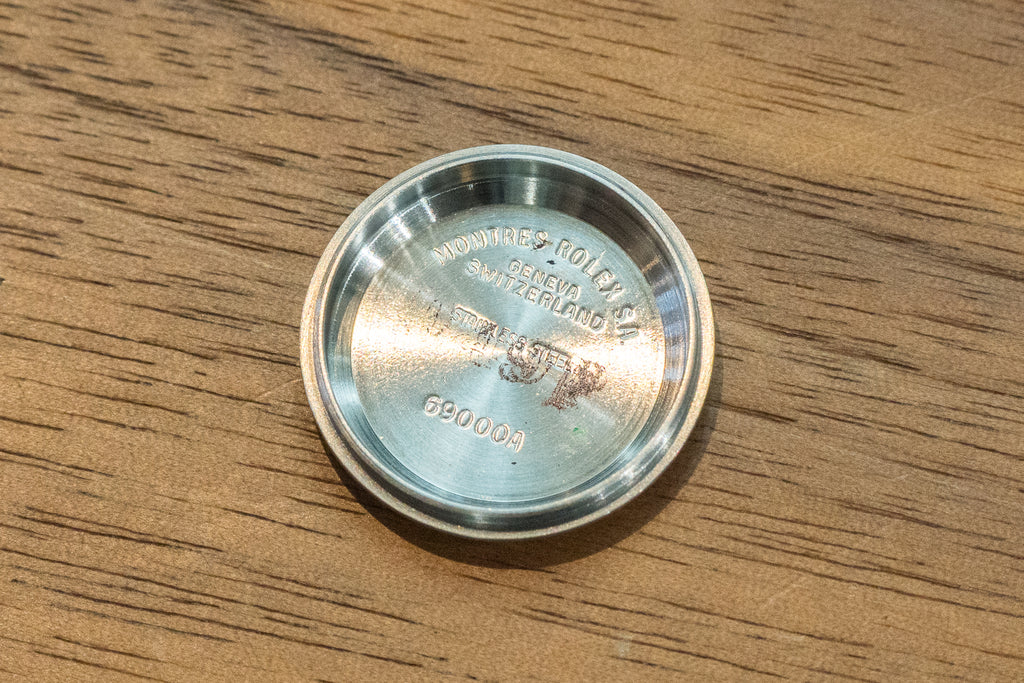 MONTRES ROLEX S.A.
GENEVA
SWITZERLAND
STAINLESS STEEL
69000A